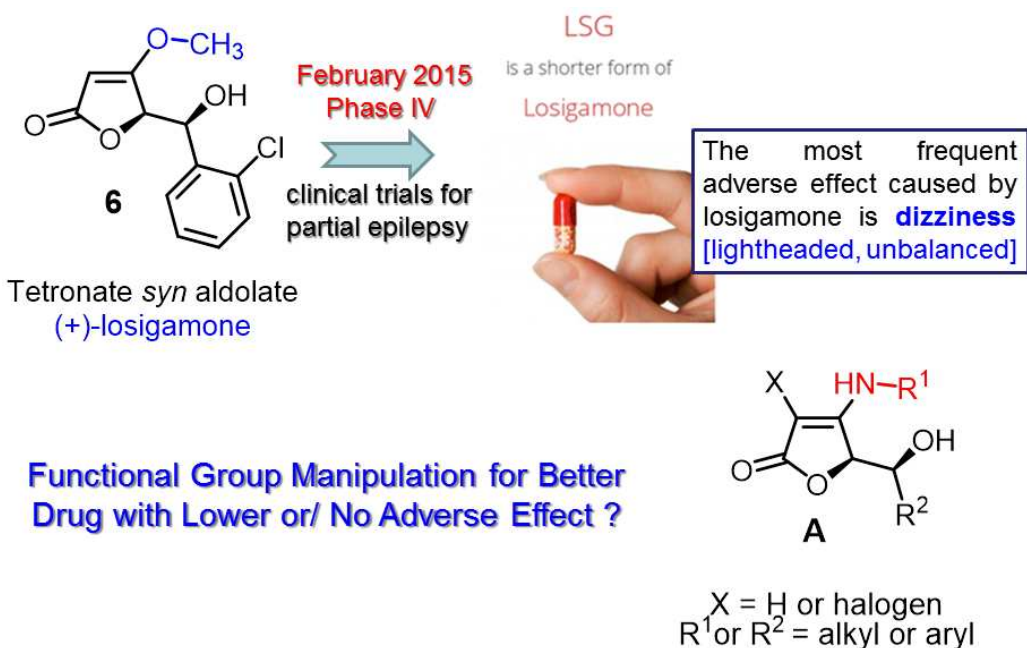 O–CH3
OH
O
O
Cl
6
Tetronate syn aldolate
(+)-losigamone
February 2015
Phase IV
clinical trials for
partial epilepsy
LSG
is a shorter form of
Losigamone
The most frequent
adverse effect caused by
losigamone is dizziness
[lightheaded, unbalanced]
Functional Group Manipulation for Better
Drug with Lower or/ No Adverse Effect ?
X
HN–R1
OH
O
O
R2
A
X = H or halogen
R1or R2 = alkyl or aryl